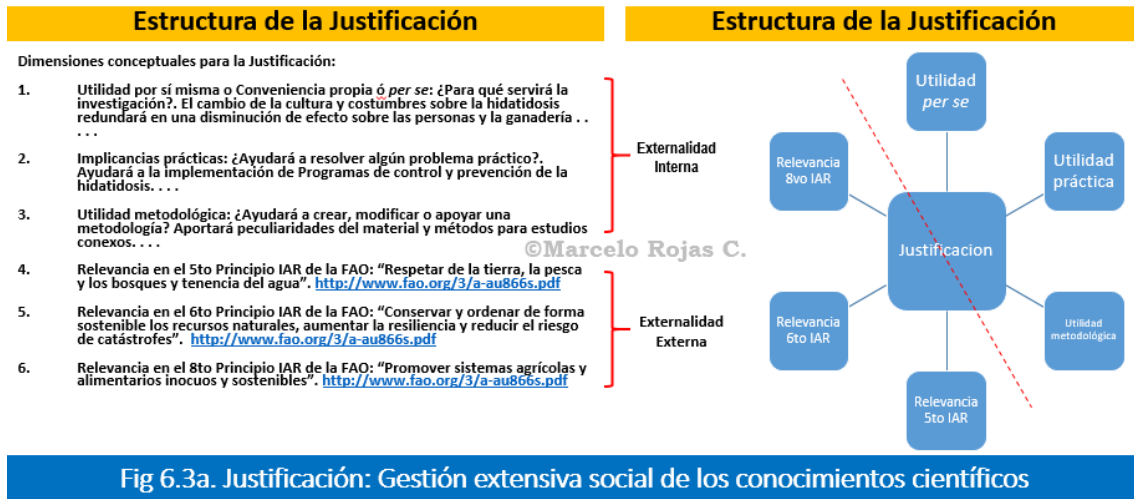 Estructura de la Justificación
Dimensiones conceptuales para la Justificación:
1. Utilidad por sí misma o Conveniencia propia ó per se: ¿Para qué servirá la
investigación?. El cambio de la cultura y costumbres sobre la hidatidosis
redundará en una disminución de efecto sobre las personas y la ganadería . .
. . .
2. Implicancias prácticas: ¿Ayudará a resolver algún problema práctico?.
Ayudará a la implementación de Programas de control y prevención de la
hidatidosis. . . .
3. Utilidad metodológica: ¿Ayudará a crear, modificar o apoyar una
metodología? Aportará peculiaridades del material y métodos para estudios
conexos. . . .
4. Relevancia en el 5to Principio IAR de la FAO: “Respetar de la tierra, la pesca
y los bosques y tenencia del agua”. http://www.fao.org/3/a-au866s.pdf
5. Relevancia en el 6to Principio IAR de la FAO: “Conservar y ordenar de forma
sostenible los recursos naturales, aumentar la resiliencia y reducir el riesgo
de catástrofes”. http://www.fao.org/3/a-au866s.pdf
6. Relevancia en el 8to Principio IAR de la FAO: “Promover sistemas agrícolas y
alimentarios inocuos y sostenibles”. http://www.fao.org/3/a-au866s.pdf
Externalidad
Interna
©Marcelo Rojas C.
Externalidad
Externa
Estructura de la Justificación
Utilidad
per se
Utilidad
práctica
Utilidad
metodológica
Relevancia
5to IAR
Relevancia
6to IAR
Relevancia
8vo IAR
Justificacion
Fig 6.3a. Justificación: Gestión extensiva social de los conocimientos científicos